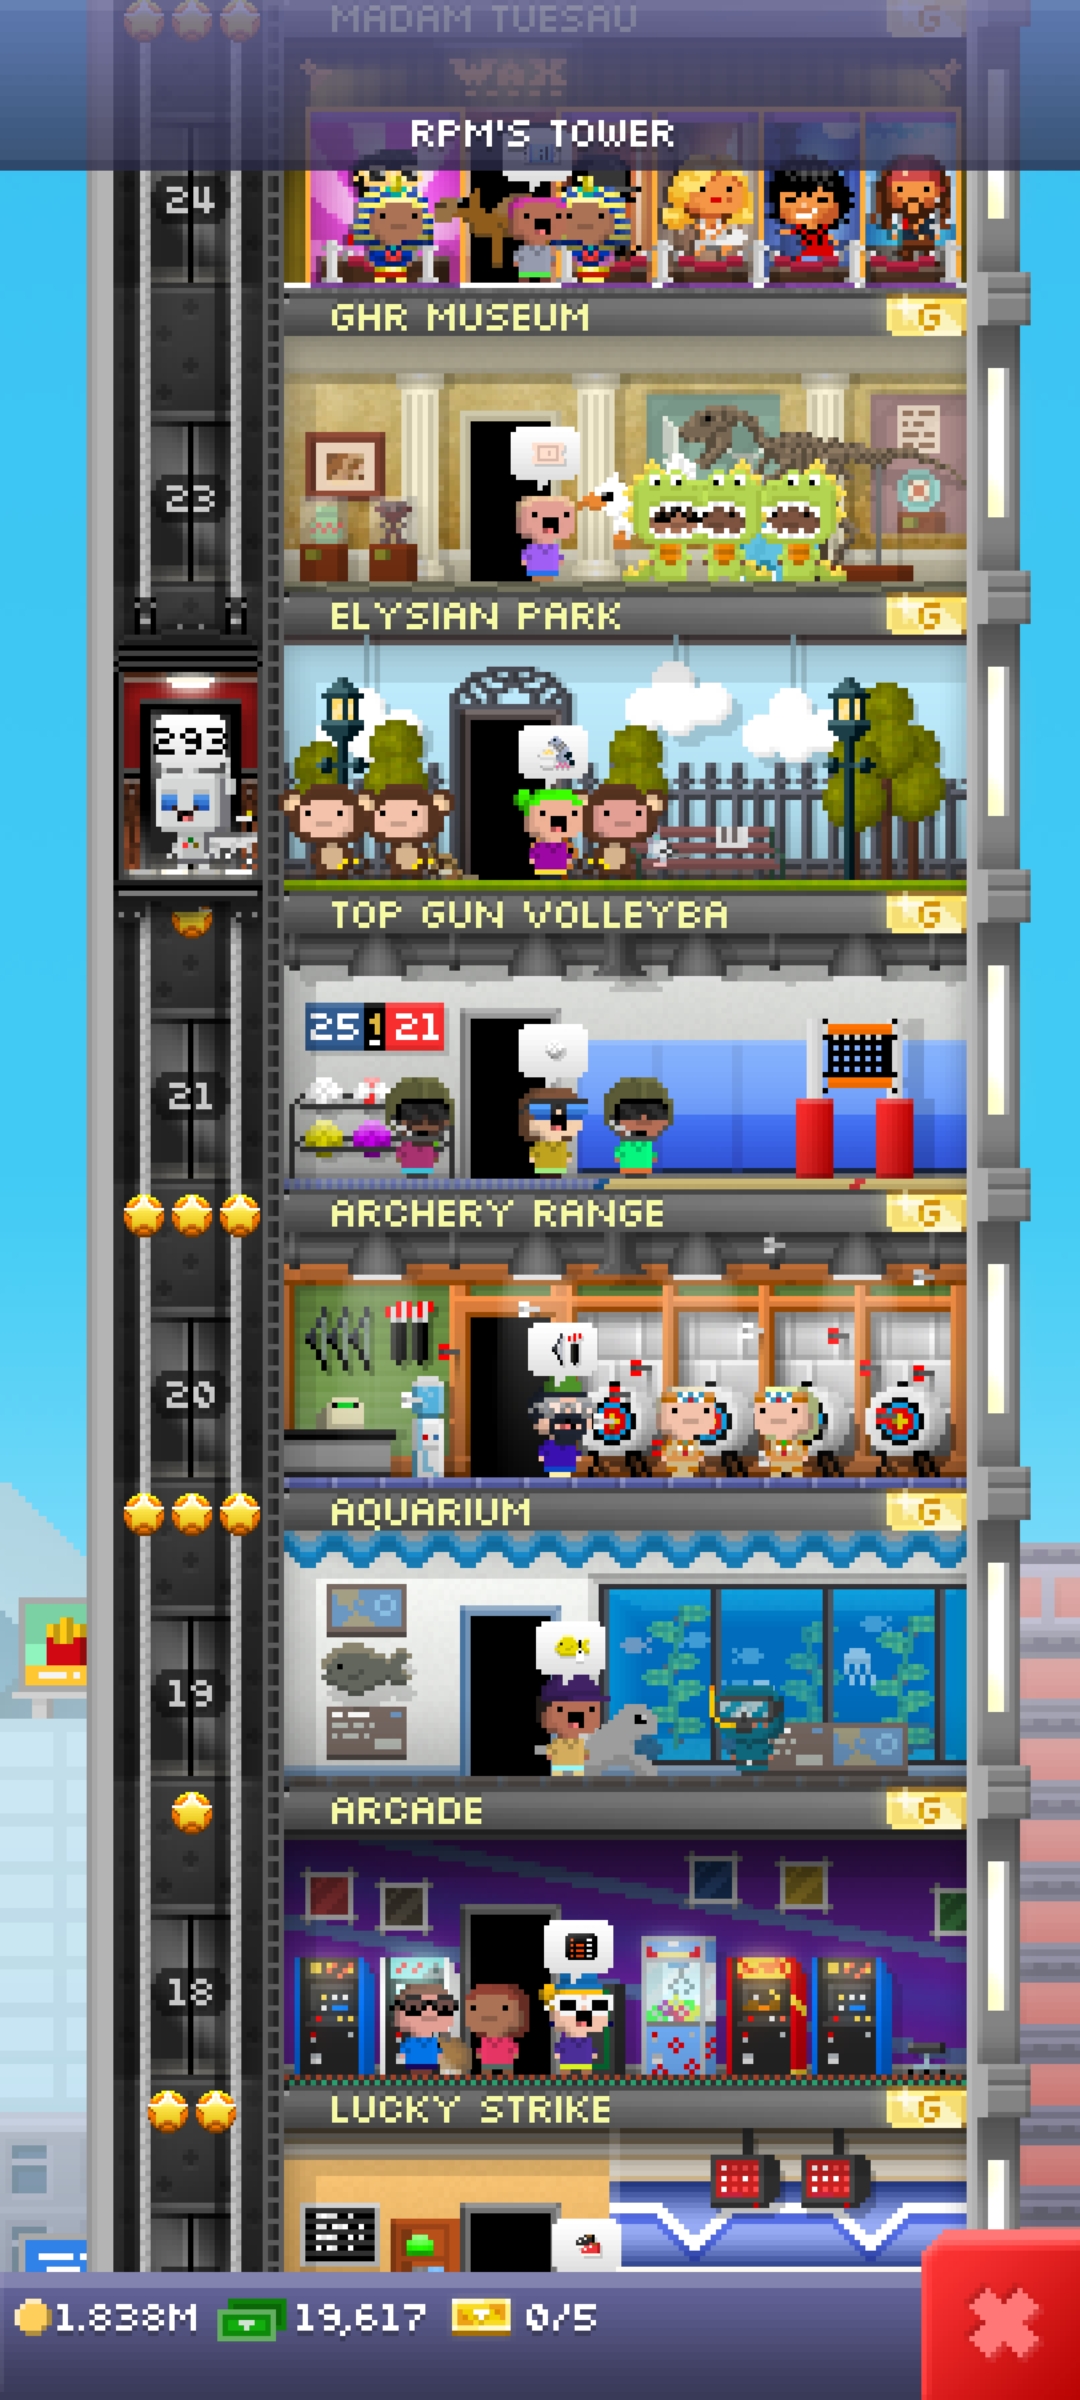 MADAM TUESAU G
WAX
RPM'S TOWER
24
GHR MUSEUM G
23
ELYSIAN PARK G
293
TOP GUN VOLLEYBA G
25 1 21
21
ARCHERY RANGE G
20
AQUARIUM G
19
ARCADE G
18
LUCKY STRIKE G
1.838M 19,617 0/5